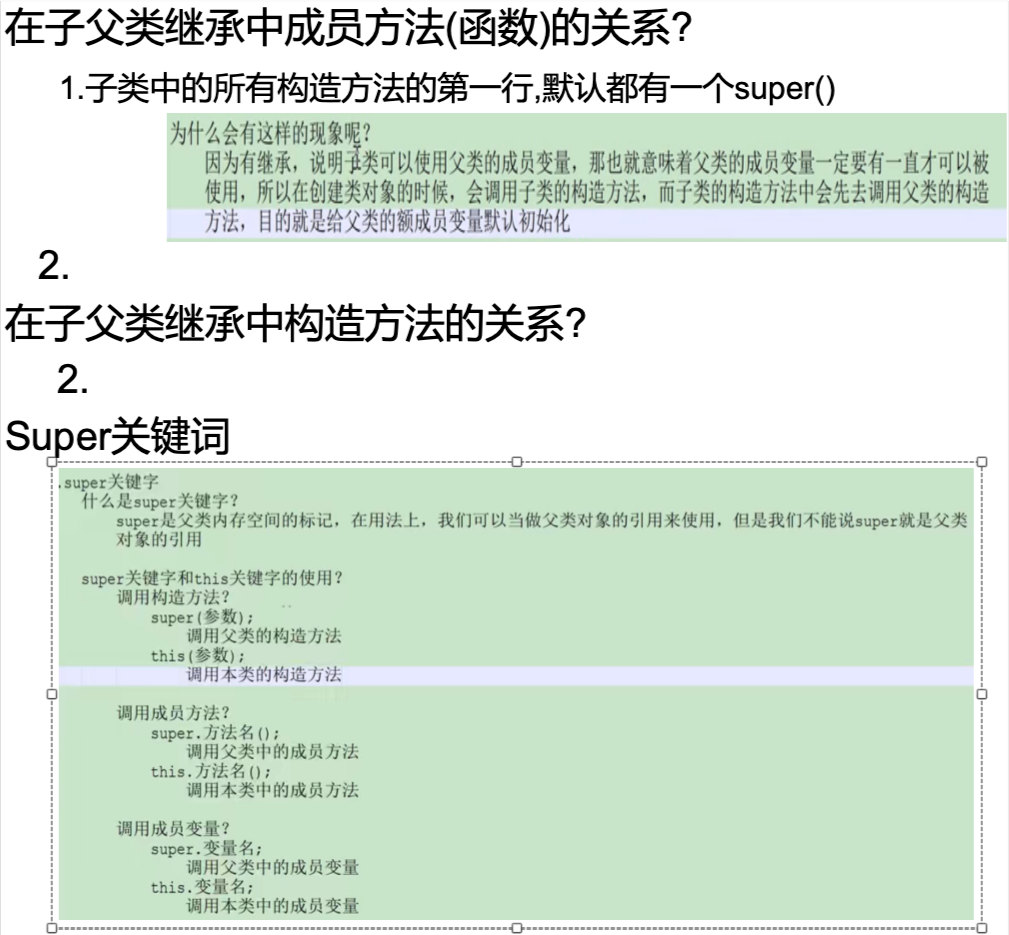 在子父类继承中成员方法(函数)的关系?
1.子类中的所有构造方法的第一行,默认都有一个super()
为什么会有这样的现象呢?
因为有继承，说明子类可以使用父类的成员变量，那也就意味着父类的成员变量一定要有一直才可以被
使用，所以在创建类对象的时候，会调用子类的构造方法，而子类的构造方法中会先去调用父类的构造
方法，目的就是给父类的额成员变量默认初始化
2.
在子父类继承中构造方法的关系?
2.
Super关键词
.super关键字
什么是super关键字?
super是父类内存空间的标记，在用法上，我们可以当做父类对象的引用来使用，但是我们不能说super就是父类
对象的引用
super关键字和this关键字的使用?
调用构造方法?
super(参数);
调用父类的构造方法
this(参数);
调用本类的构造方法
调用成员方法?
super.方法名();
调用父类中的成员方法
this.方法名();
调用本类中的成员方法
调用成员变量?
super.变量名;
调用父类中的成员变量
this.变量名;
调用本类中的成员变量